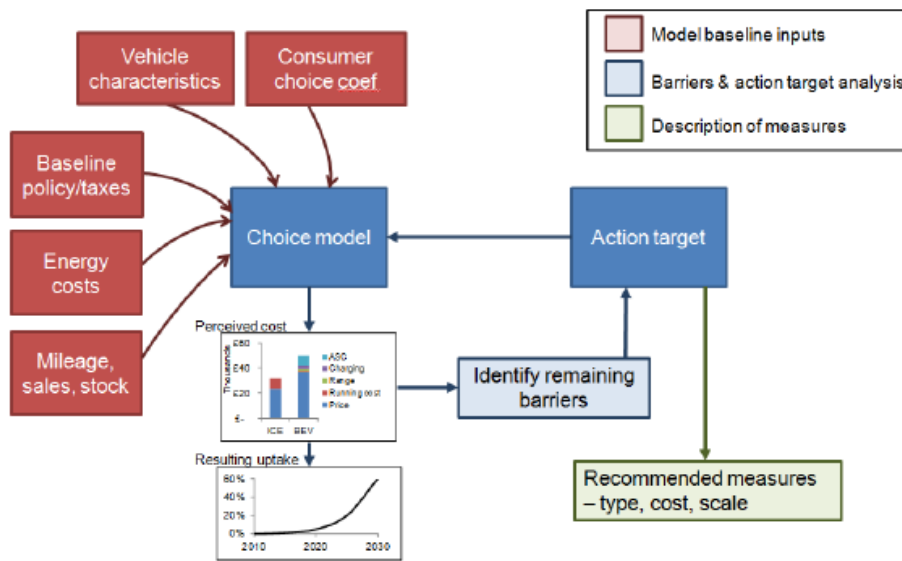 Vehicle
characteristics
Consumer
choice coef
Model baseline inputs
Barriers & action target analysis
Description of measures
Baseline
policy/taxes
Energy
costs
Mileage,
sales, stock
Choice model
Action target
Perceived cost
Thousands
£60
£40
£20
£-
ICE BEV
ASC
Charging
Range
Running cost
Price
Identify remaining
barriers
Resulting uptake
60%
40%
20%
0%
2010 2020 2030
Recommended measures
– type, cost, scale